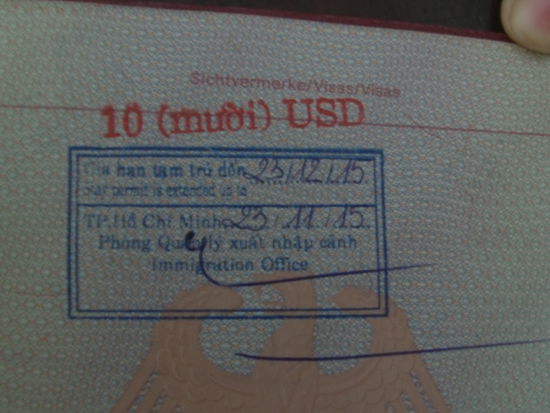 Sichtvermerke/Visas/Visas
10 (mười) USD
Gia hạn tạm trú đến 23/12/15
Stay permit is extended up to
TP.Hồ Chí Minh 23/11/15
Phòng Quản lý xuất nhập cảnh
Immigration Office